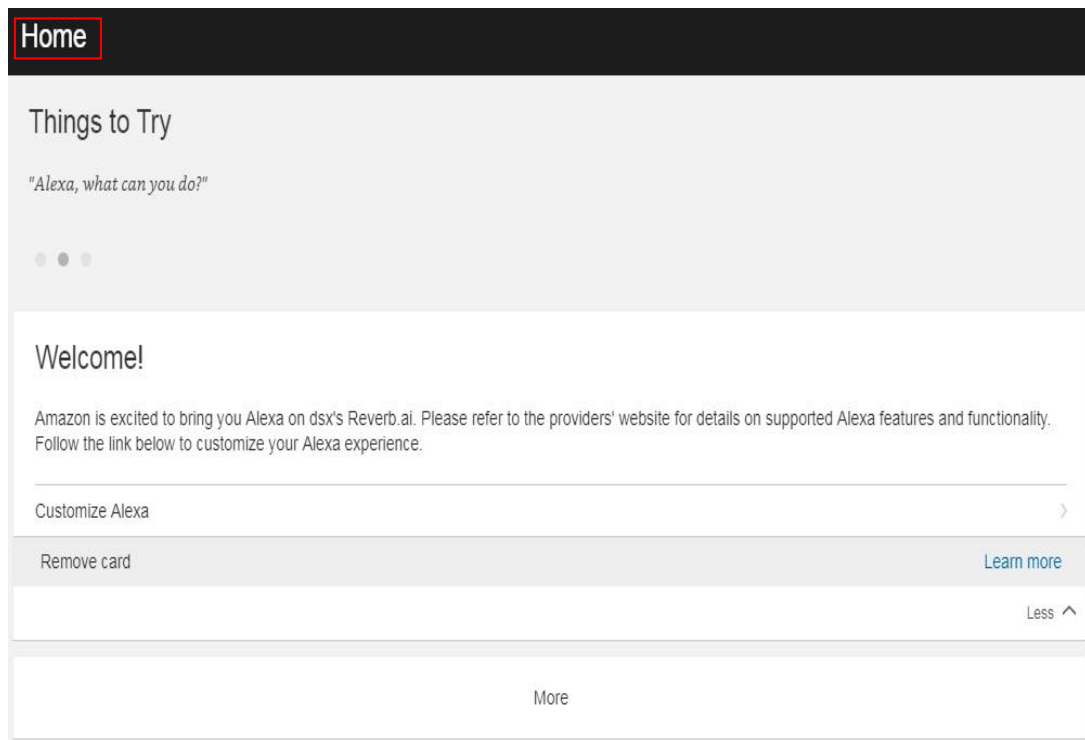 Home
Things to Try
"Alexa, what can you do?"
Welcome!
Amazon is excited to bring you Alexa on dsx's Reverb.ai. Please refer to the providers' website for details on supported Alexa features and functionality.
Follow the link below to customize your Alexa experience.
Customize Alexa
Remove card Learn more
Less
More